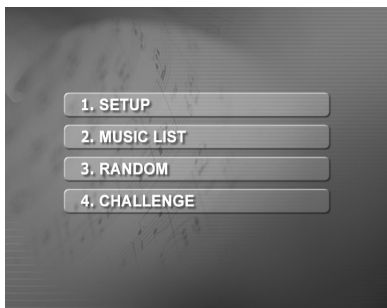 1. SETUP
2. MUSIC LIST
3. RANDOM
4. CHALLENGE